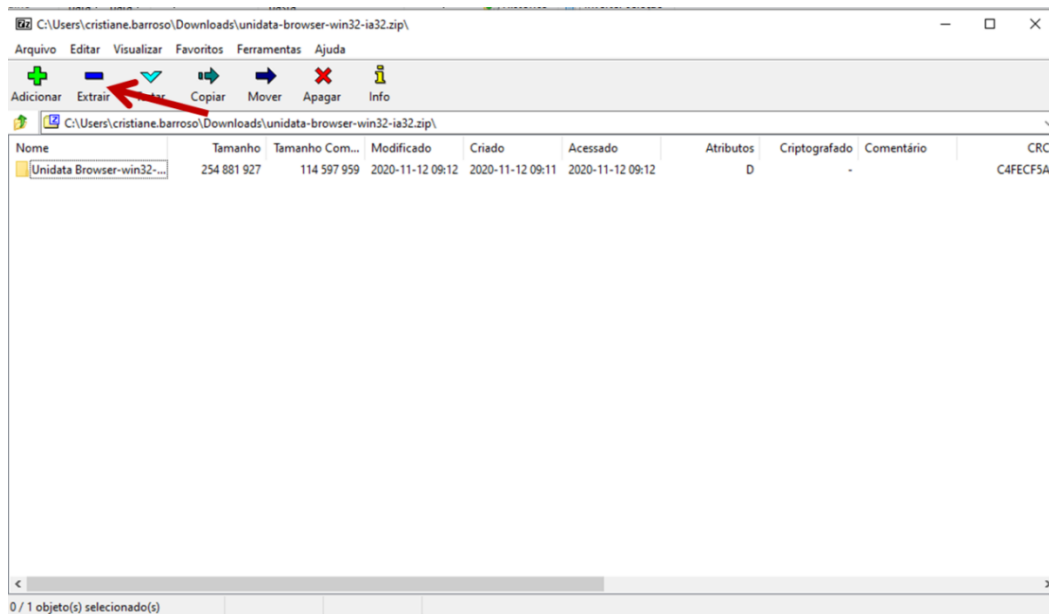 C:\Users\cristiane.barroso\Downloads\unidata-browser-win32-ia32.zip\
Arquivo Editar Visualizar Favoritos Ferramentas Ajuda
Adicionar Extrair Copiar Mover Apagar Info
C:\Users\cristiane.barroso\Downloads\unidata-browser-win32-ia32.zip\
Nome Tamanho Tamanho Com... Modificado Criado Acessado Atributos Criptografado Comentário CRC
Unidata Browser-win32-... 254 881 927 114 597 959 2020-11-12 09:12 2020-11-12 09:11 2020-11-12 09:12 D - C4FECF5A
0 / 1 objeto(s) selecionado(s)